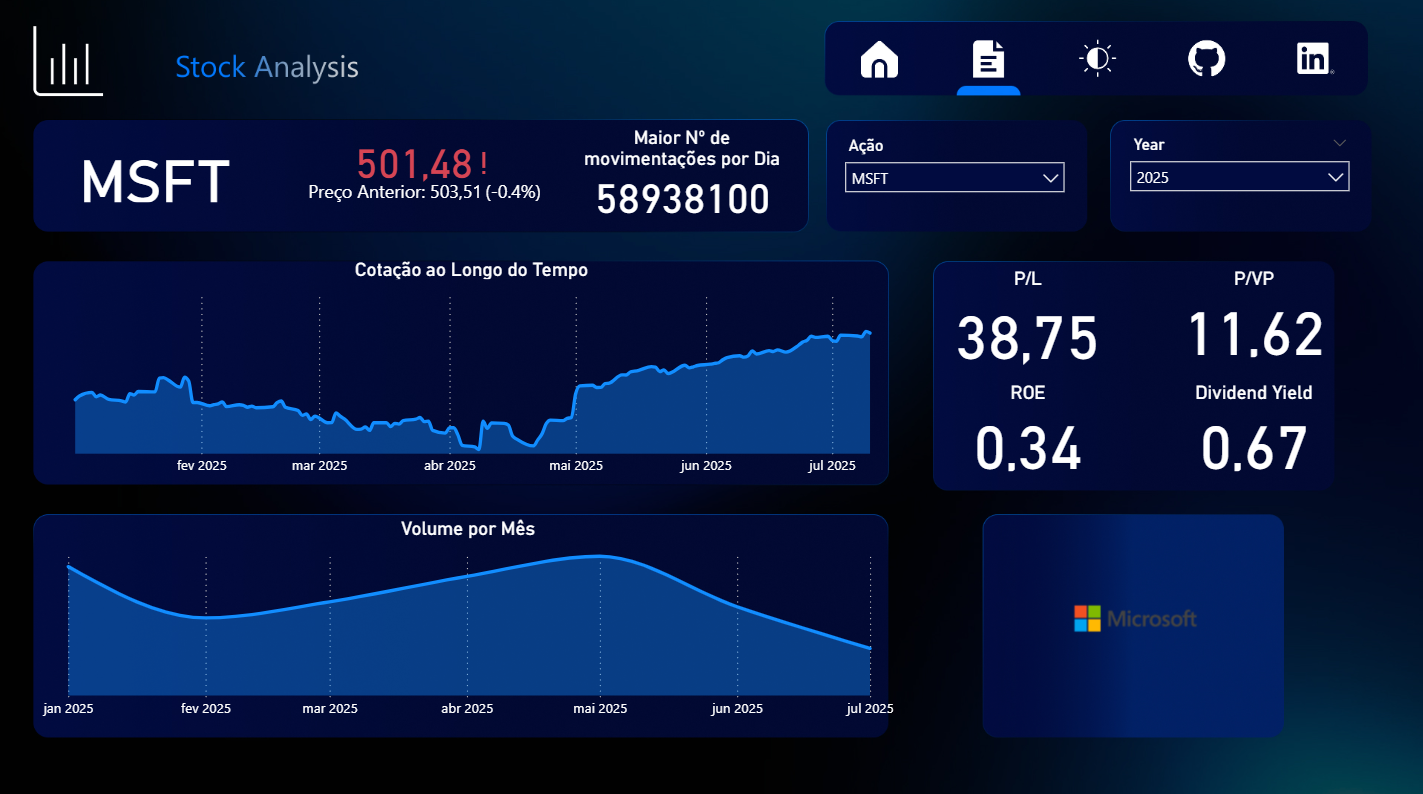 Stock Analysis
in
MSFT
501,48 !
Preço Anterior: 503,51 (-0.4%)
Maior Nº de
movimentações por Dia
58938100
Ação
MSFT
Year
2025
Cotação ao Longo do Tempo
fev 2025
mar 2025
abr 2025
mai 2025
jun 2025
jul 2025
P/L
38,75
P/VP
11,62
ROE
0,34
Dividend Yield
0,67
Volume por Mês
jan 2025
fev 2025
mar 2025
abr 2025
mai 2025
jun 2025
jul 2025
Microsoft